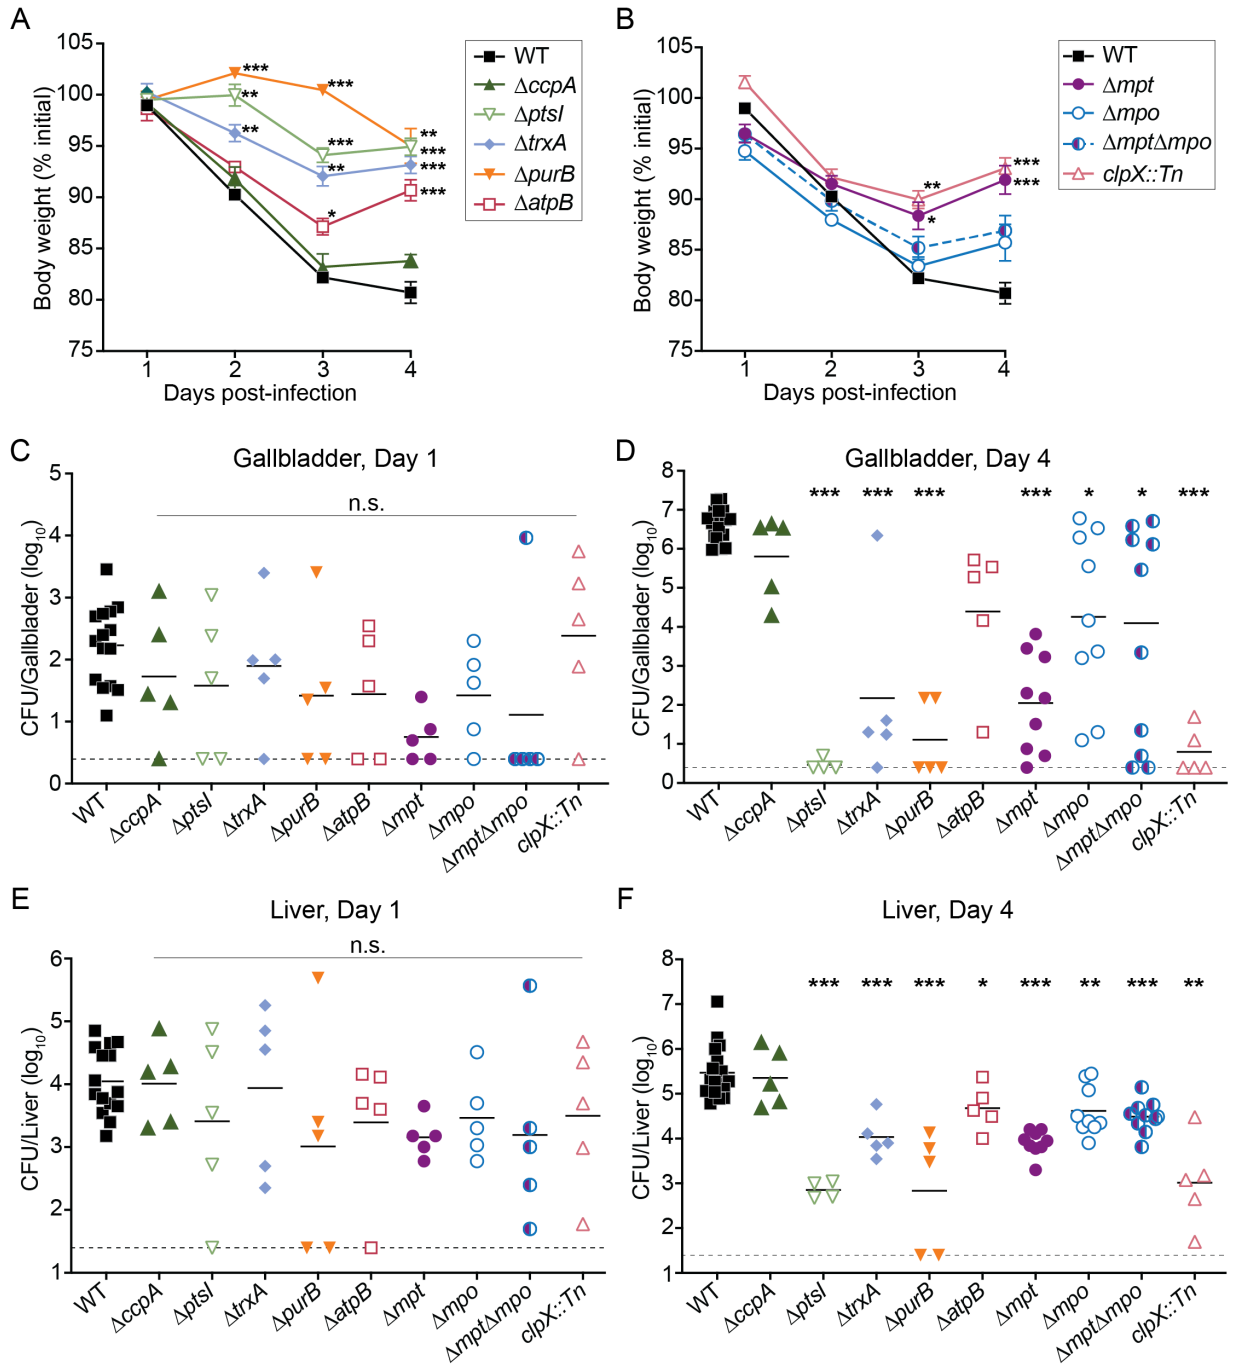 A
Body weight (% initial)
105
100
95
90
85
80
75
1 2 3 4
Days post-infection
***
**
**
***
***
**
*
**
***
***
***
WT
ΔccpA
ΔptsI
ΔtrxA
ΔpurB
ΔatpB
B
Body weight (% initial)
105
100
95
90
85
80
75
1 2 3 4
Days post-infection
**
*
***
***
WT
Δmpt
Δmpo
ΔmptΔmpo
clpX::Tn
C
Gallbladder, Day 1
n.s.
CFU/Gallbladder (log10)
5
4
3
2
1
0
WT ΔccpA ΔptsI ΔtrxA ΔpurB ΔatpB Δmpt Δmpo ΔmptΔmpo clpX::Tn
D
Gallbladder, Day 4
*** *** *** *** * * ***
CFU/Gallbladder (log10)
8
7
6
5
4
3
2
1
0
WT ΔccpA ΔptsI ΔtrxA ΔpurB ΔatpB Δmpt Δmpo ΔmptΔmpo clpX::Tn
E
Liver, Day 1
n.s.
CFU/Liver (log10)
6
5
4
3
2
1
WT ΔccpA ΔptsI ΔtrxA ΔpurB ΔatpB Δmpt Δmpo ΔmptΔmpo clpX::Tn
F
Liver, Day 4
*** *** *** * *** ** *** **
CFU/Liver (log10)
8
7
6
5
4
3
2
1
WT ΔccpA ΔptsI ΔtrxA ΔpurB ΔatpB Δmpt Δmpo ΔmptΔmpo clpX::Tn